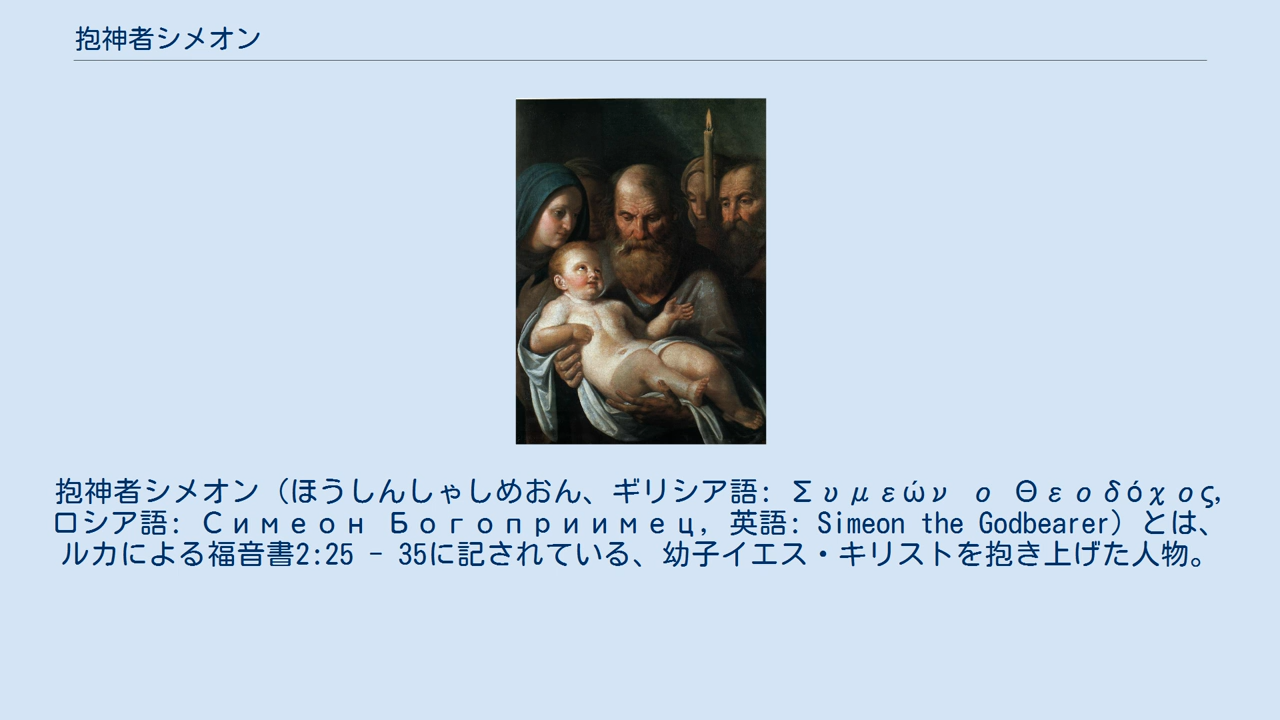 抱神者シメオン
抱神者シメオン（ほうしんしゃしめおん、ギリシア語: Συμεών ο Θεοδόχος,
ロシア語: Симеон Богоприимец, 英語: Simeon the Godbearer）とは、
ルカによる福音書2:25 - 35に記されている、幼子イエス・キリストを抱き上げた人物。